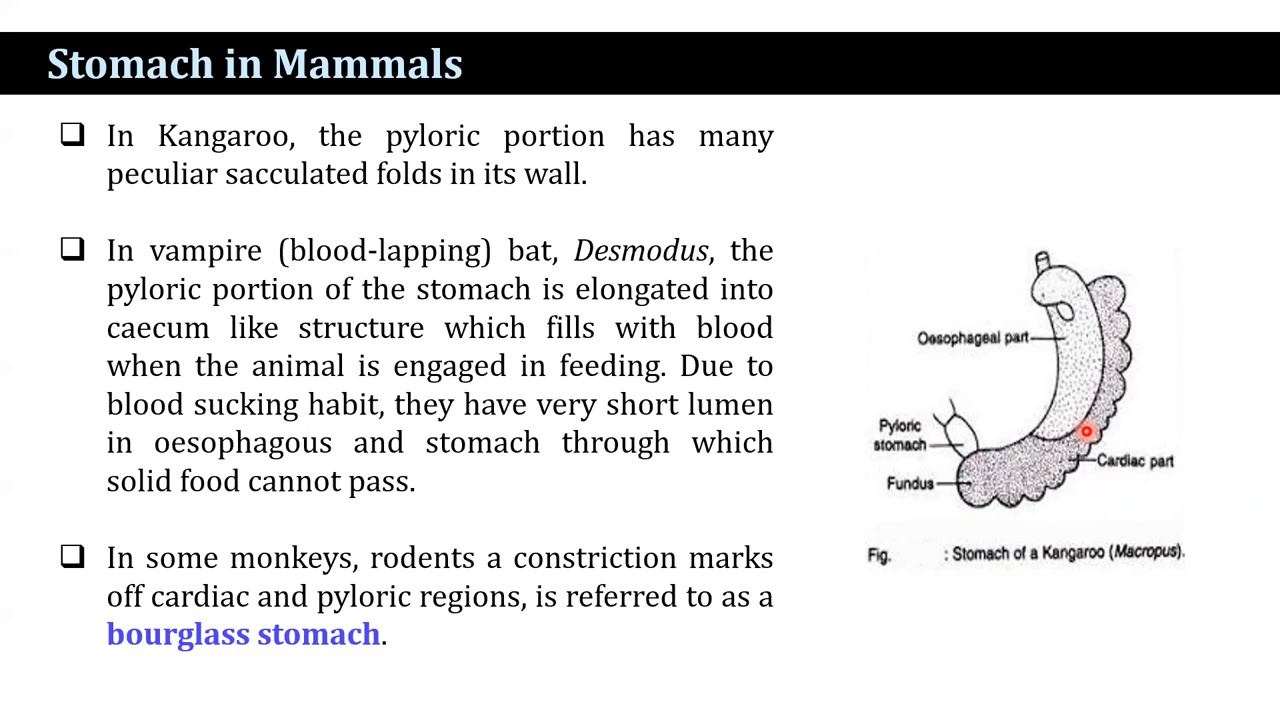 Stomach in Mammals
In Kangaroo, the pyloric portion has many
peculiar sacculated folds in its wall.
In vampire (blood-lapping) bat, Desmodus, the
pyloric portion of the stomach is elongated into
caecum like structure which fills with blood
when the animal is engaged in feeding. Due to
blood sucking habit, they have very short lumen
in oesophagous and stomach through which
solid food cannot pass.
In some monkeys, rodents a constriction marks
off cardiac and pyloric regions, is referred to as a
bourglass stomach.
Oesophageal part
Pyloric
stomach
Cardiac part
Fundus
Fig. : Stomach of a Kangaroo (Macropus).